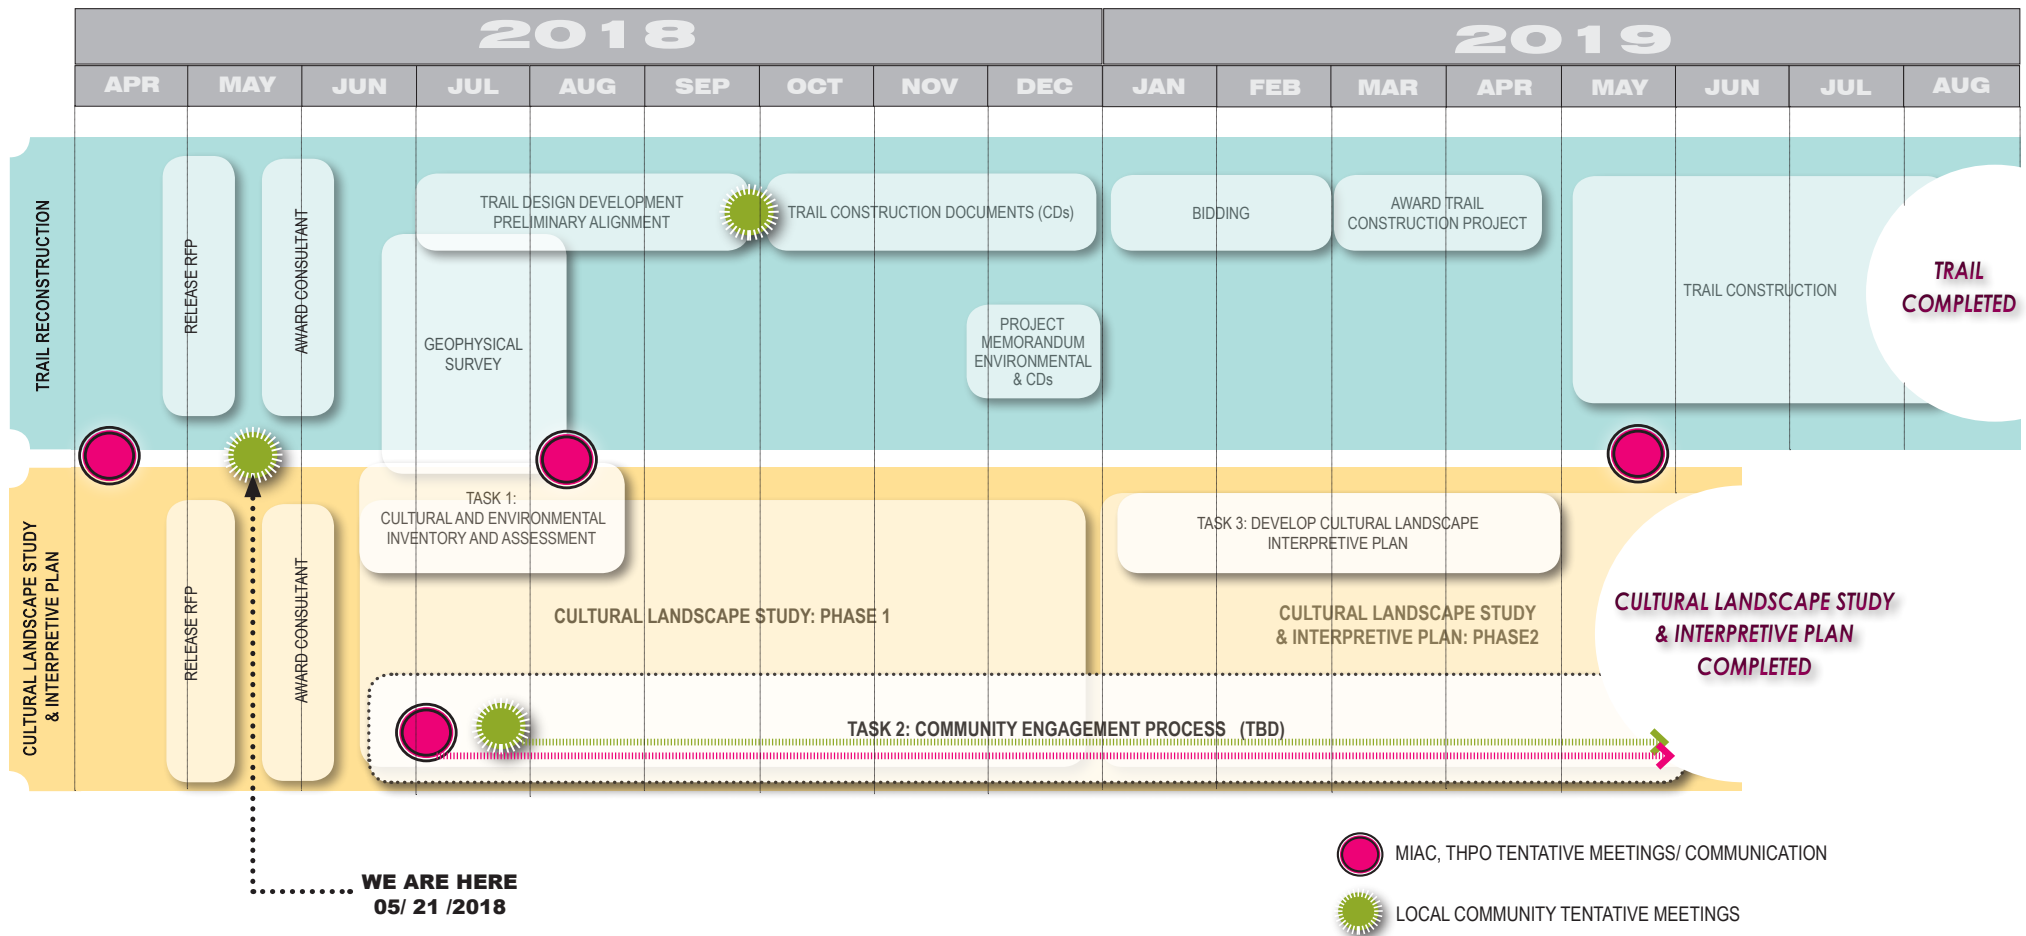 2018
2019
APR MAY JUN JUL AUG SEP OCT NOV DEC JAN FEB MAR APR MAY JUN JUL AUG
TRAIL RECONSTRUCTION
RELEASE RFP
AWARD CONSULTANT
TRAIL DESIGN DEVELOPMENT
PRELIMINARY ALIGNMENT
TRAIL CONSTRUCTION DOCUMENTS (CDs)
BIDDING
AWARD TRAIL
CONSTRUCTION PROJECT
GEOPHYSICAL
SURVEY
PROJECT
MEMORANDUM
ENVIRONMENTAL
& CDs
TRAIL CONSTRUCTION
TRAIL
COMPLETED
CULTURAL LANDSCAPE STUDY
& INTERPRETIVE PLAN
RELEASE RFP
AWARD CONSULTANT
TASK 1:
CULTURAL AND ENVIRONMENTAL
INVENTORY AND ASSESSMENT
TASK 3: DEVELOP CULTURAL LANDSCAPE
INTERPRETIVE PLAN
CULTURAL LANDSCAPE STUDY: PHASE 1
CULTURAL LANDSCAPE STUDY
& INTERPRETIVE PLAN: PHASE2
CULTURAL LANDSCAPE STUDY
& INTERPRETIVE PLAN
COMPLETED
TASK 2: COMMUNITY ENGAGEMENT PROCESS (TBD)
WE ARE HERE
05/ 21 /2018
MIAC, THPO TENTATIVE MEETINGS/ COMMUNICATION
LOCAL COMMUNITY TENTATIVE MEETINGS